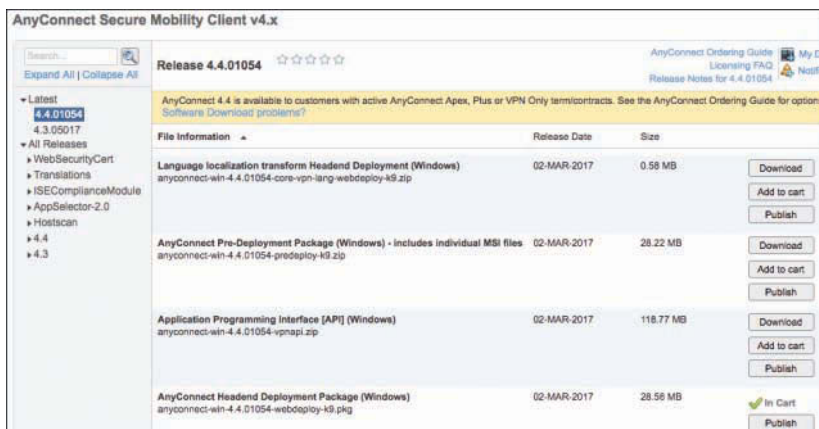 AnyConnect Secure Mobility Client v4.x
Search...
Expand All | Collapse All
Latest
4.4.01054
4.3.05017
All Releases
WebSecurityCert
Translations
ISEComplianceModule
AppSelector-2.0
Hostscan
4.4
4.3
Release 4.4.01054
AnyConnect Ordering Guide
Licensing FAQ
Release Notes for 4.4.01054
My D
Notifi
AnyConnect 4.4 is available to customers with active AnyConnect Apex, Plus or VPN Only term/contracts. See the AnyConnect Ordering Guide for option
Software Download problems?
File Information Release Date Size
Language localization transform Headend Deployment (Windows) 02-MAR-2017 0.58 MB Download
anyconnect-win-4.4.01054-core-vpn-lang-webdeploy-k9.zip
Add to cart
Publish
AnyConnect Pre-Deployment Package (Windows) - includes individual MSI files 02-MAR-2017 28.22 MB Download
anyconnect-win-4.4.01054-predeploy-k9.zip
Add to cart
Publish
Application Programming Interface [API] (Windows) 02-MAR-2017 118.77 MB Download
anyconnect-win-4.4.01054-vpnapi.zip
Add to cart
Publish
AnyConnect Headend Deployment Package (Windows) 02-MAR-2017 28.56 MB In Cart
anyconnect-win-4.4.01054-webdeploy-k9.pkg
Publish